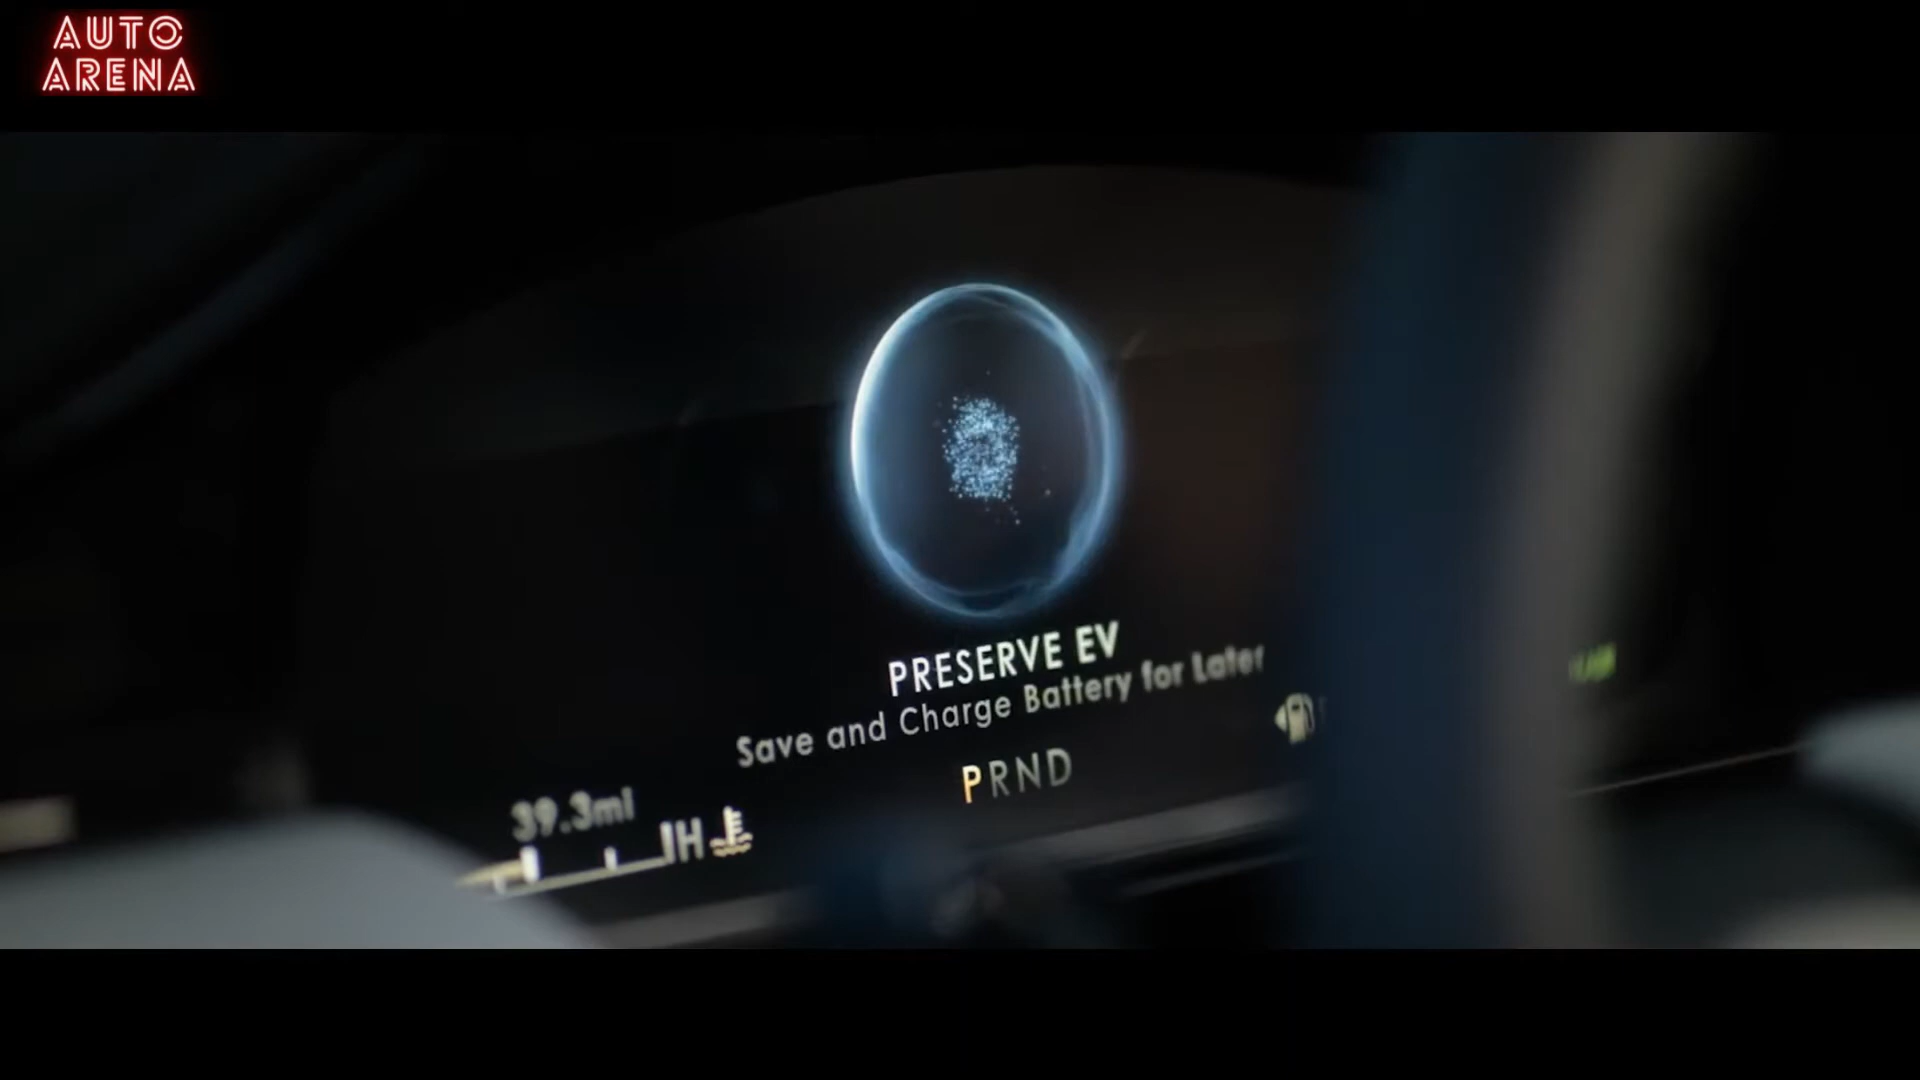 AUTO
ARENA
PRESERVE EV
Save and Charge Battery for Later
PRND
39.3mi
H